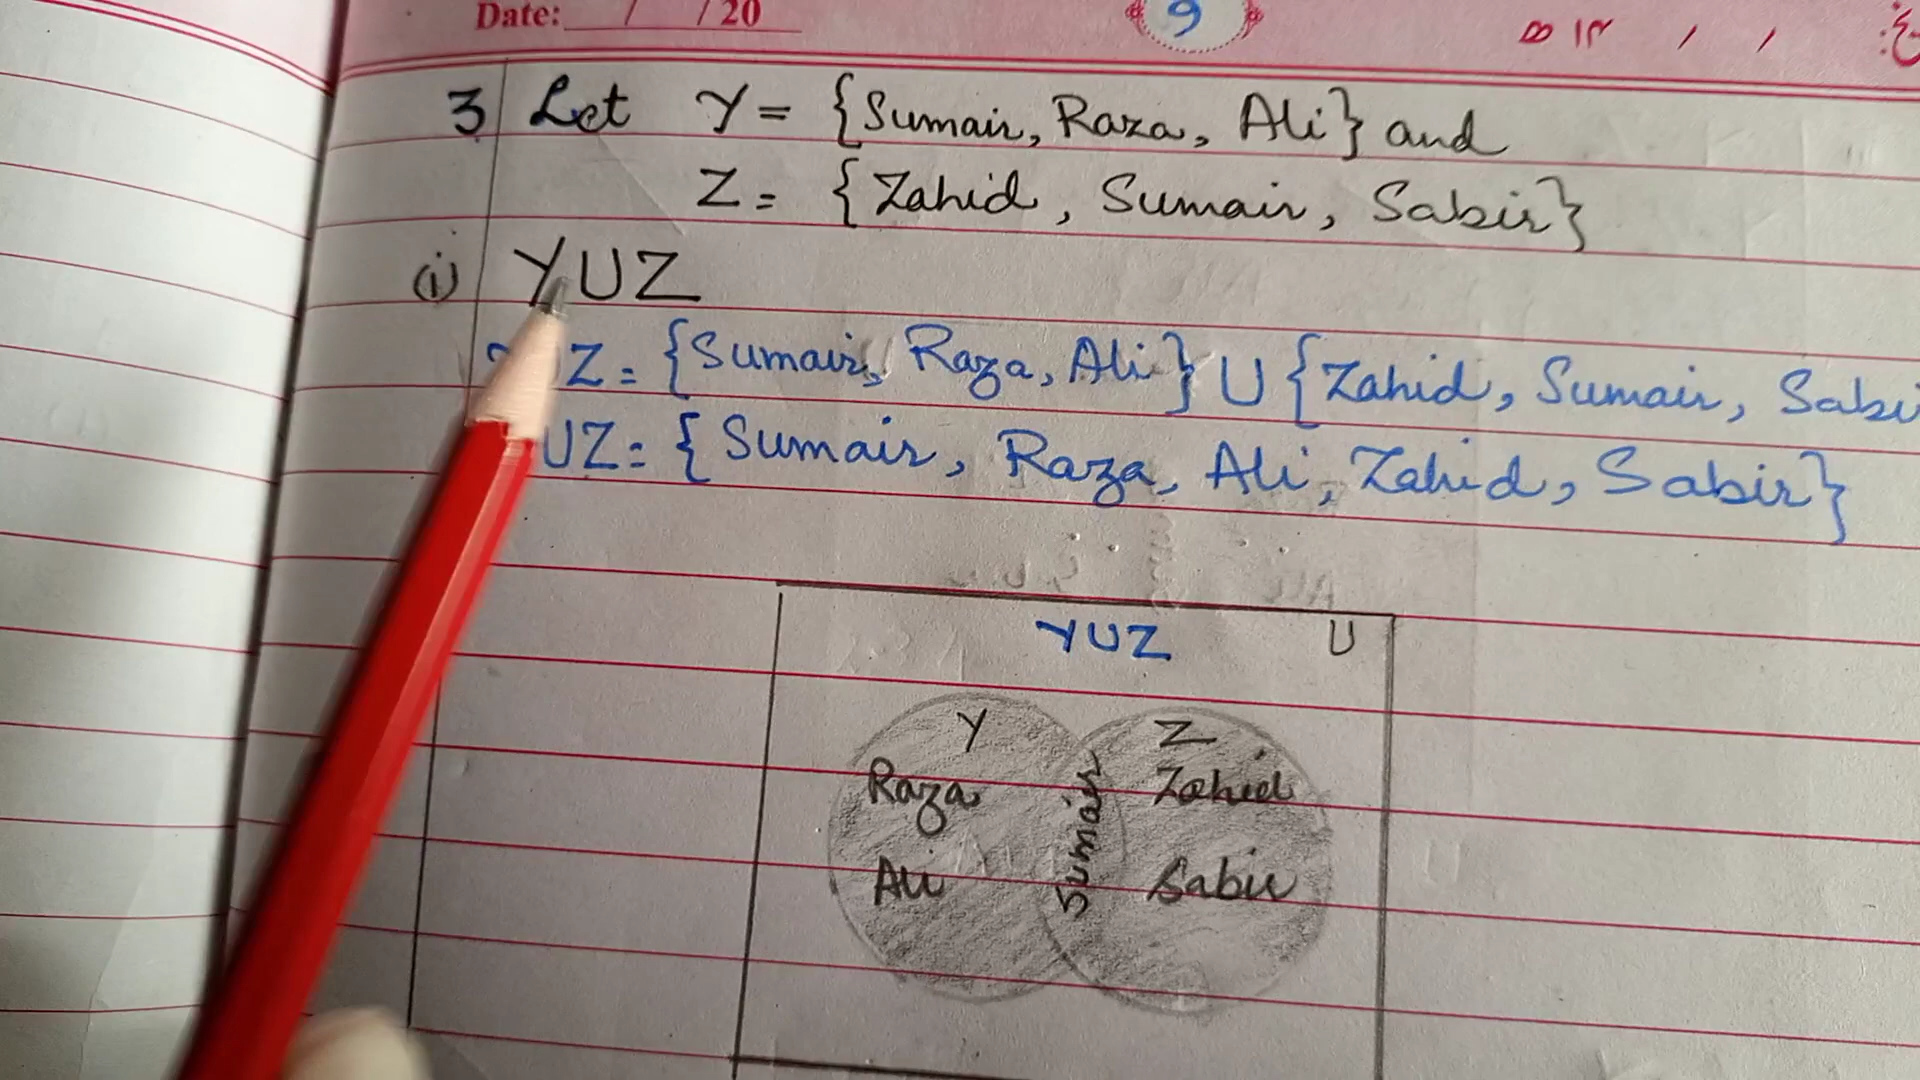 Date: / / 20
9
3 Let Y = {Sumair, Raza, Ali} and
Z = {Zahid, Sumair, Sabir}
(i) YUZ
Z = {Sumair, Raza, Ali} U {Zahid, Sumair, Sabi
UZ = {Sumair, Raza, Ali, Zahid, Sabir}
YUZ U
Y Z
Raza Sumair Zahid
Ali Sabir